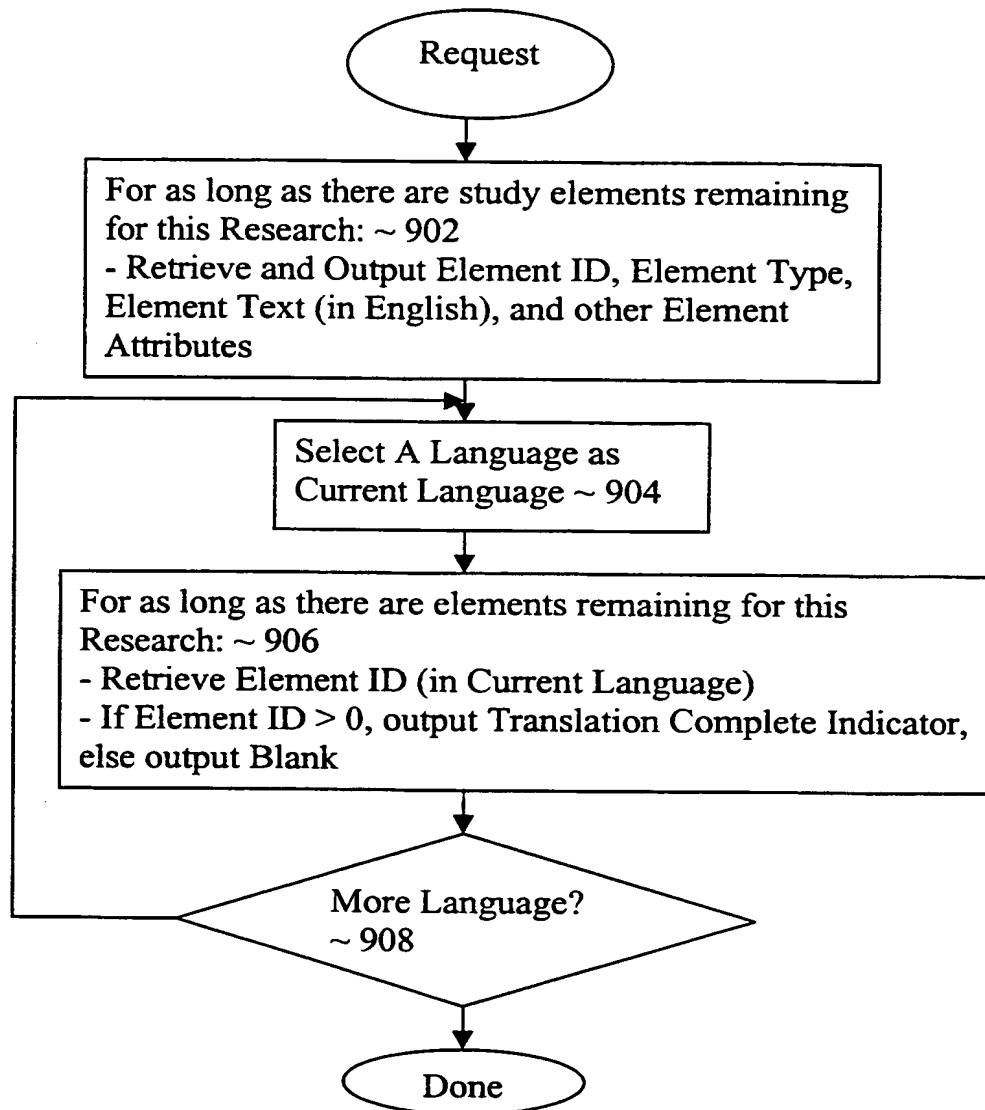 Request
For as long as there are study elements remaining
for this Research: ~ 902
- Retrieve and Output Element ID, Element Type,
Element Text (in English), and other Element
Attributes
Select A Language as
Current Language ~ 904
For as long as there are elements remaining for this
Research: ~ 906
- Retrieve Element ID (in Current Language)
- If Element ID > 0, output Translation Complete Indicator,
else output Blank
More Language?
~ 908
Done